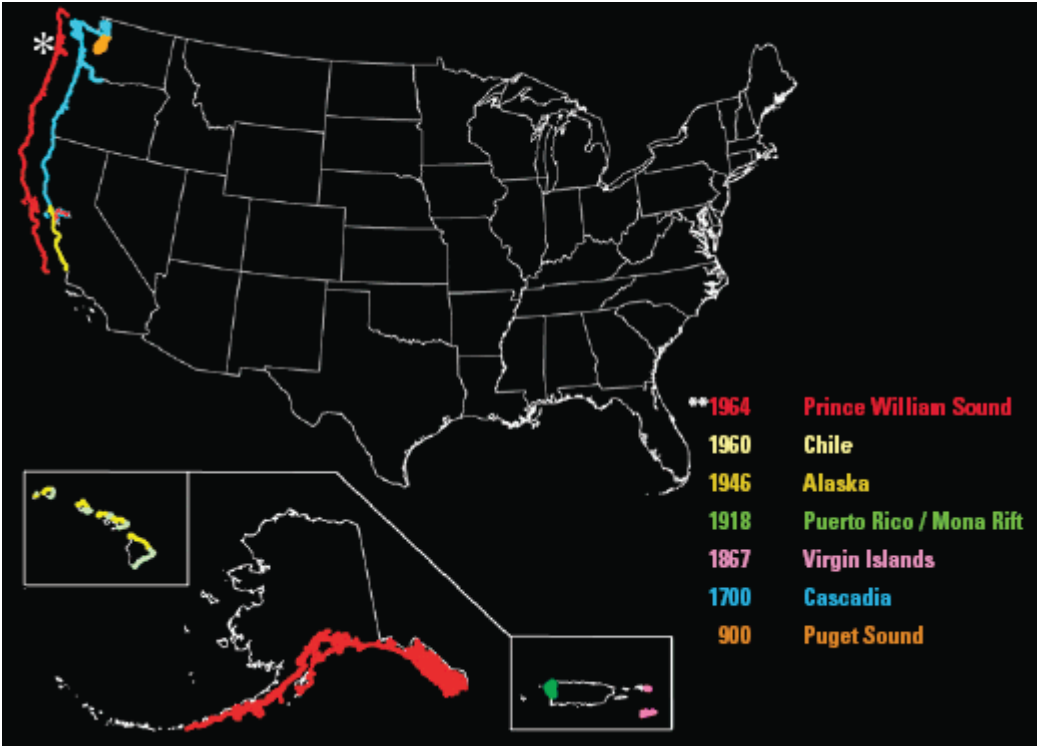 *
**1964 Prince William Sound
1960 Chile
1946 Alaska
1918 Puerto Rico / Mona Rift
1867 Virgin Islands
1700 Cascadia
900 Puget Sound